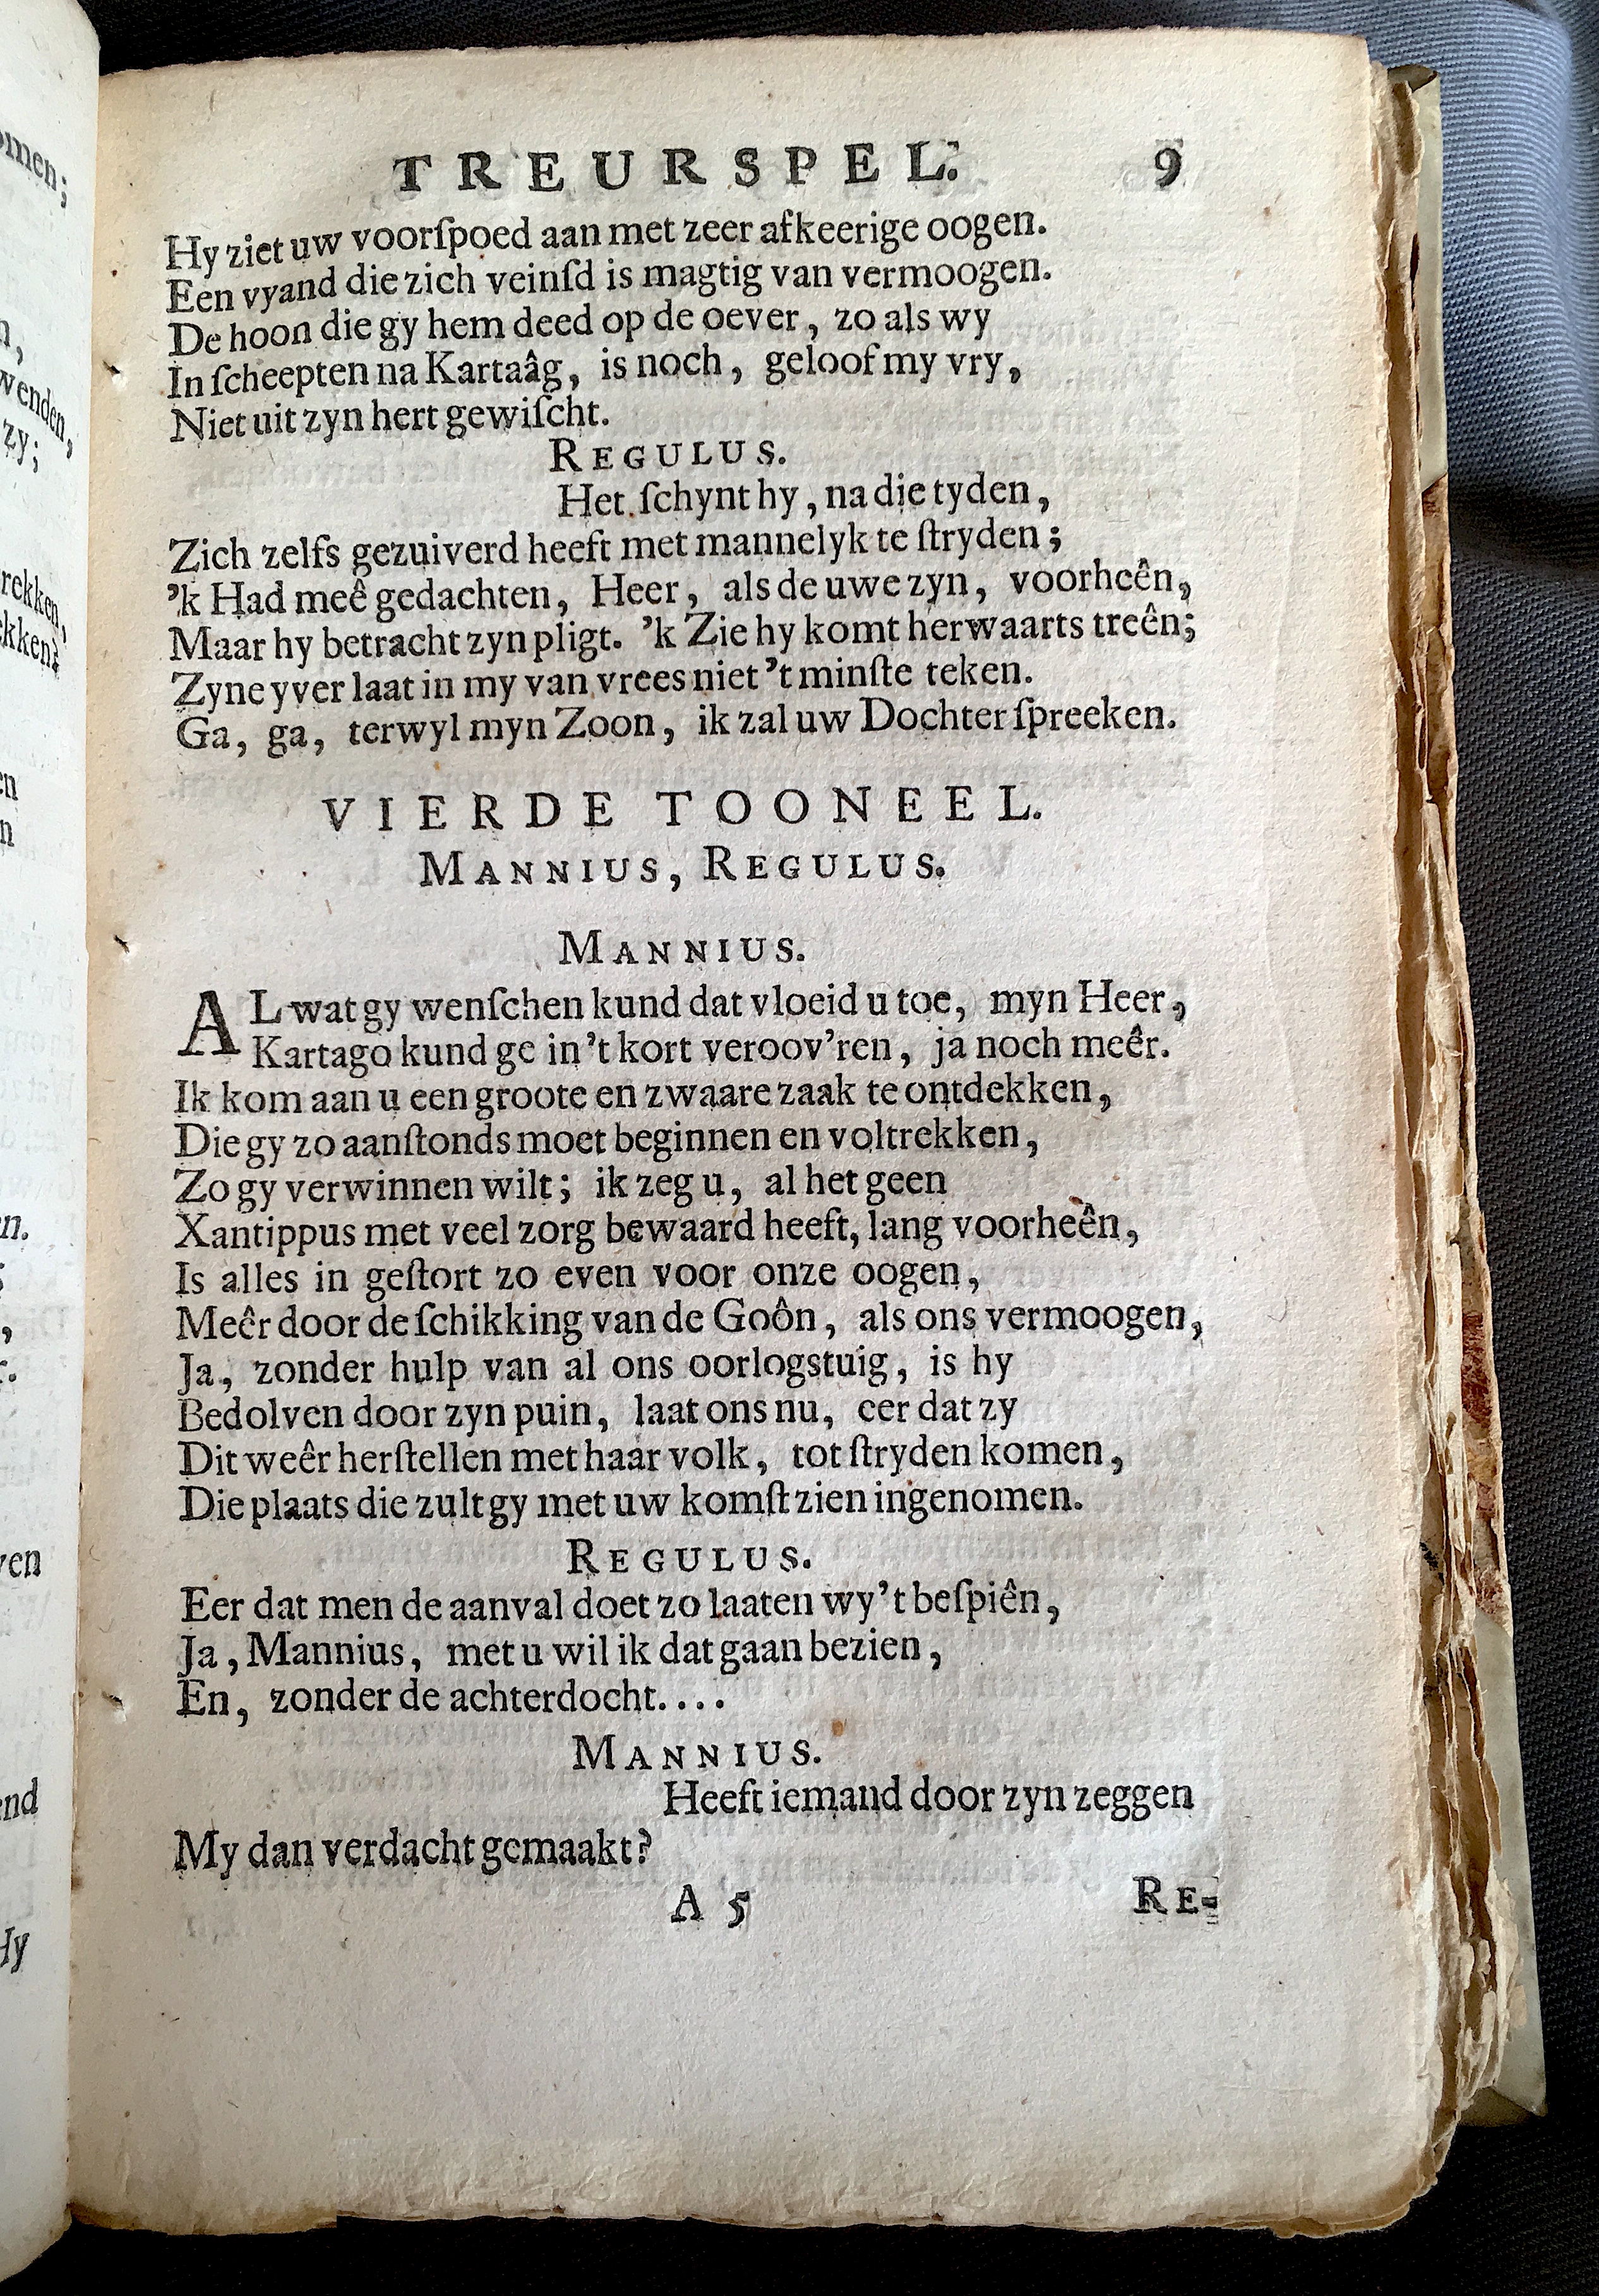 TREURSPEL. 9
Hy ziet uw voorſpoed aan met zeer afkeerige oogen.
Een vyand die zich veinſd is magtig van vermoogen.
De hoon die gy hem deed op de oever, zo als wy
In ſcheepten na Kartaâg, is noch, geloof my vry,
Niet uit zyn hert gewiſcht.
REGULUS.
Het ſchynt hy, na die tyden,
Zich zelfs gezuiverd heeft met mannelyk te ſtryden;
'k Had meê gedachten, Heer, als de uwe zyn, voorheên,
Maar hy betracht zyn pligt. 'k Zie hy komt herwaarts treên;
Zyne yver laat in my van vrees niet 't minſte teken.
Ga, ga, terwyl myn Zoon, ik zal uw Dochter ſpreeken.
VIERDE TOONEEL.
MANNIUS, REGULUS.
MANNIUS.
AL wat gy wenſchen kund dat vloeid u toe, myn Heer,
Kartago kund ge in 't kort veroov'ren, ja noch meêr.
Ik kom aan u een groote en zwaare zaak te ontdekken,
Die gy zo aanſtonds moet beginnen en voltrekken,
Zo gy verwinnen wilt; ik zeg u, al het geen
Xantippus met veel zorg bewaard heeft, lang voorheên,
Is alles in geſtort zo even voor onze oogen,
Meêr door de ſchikking van de Goôn, als ons vermoogen,
Ja, zonder hulp van al ons oorlogstuig, is hy
Bedolven door zyn puin, laat ons nu, eer dat zy
Dit weêr herſtellen met haar volk, tot ſtryden komen,
Die plaats die zult gy met uw komſt zien ingenomen.
REGULUS.
Eer dat men de aanval doet zo laaten wy 't beſpiên,
Ja, Mannius, met u wil ik dat gaan bezien,
En, zonder de achterdocht....
MANNIUS.
Heeft iemand door zyn zeggen
My dan verdacht gemaakt?
A 5 RE-
omen;
wenden,
zy;
rekken,
ekken?
en
n
n.
ven
end
Hy